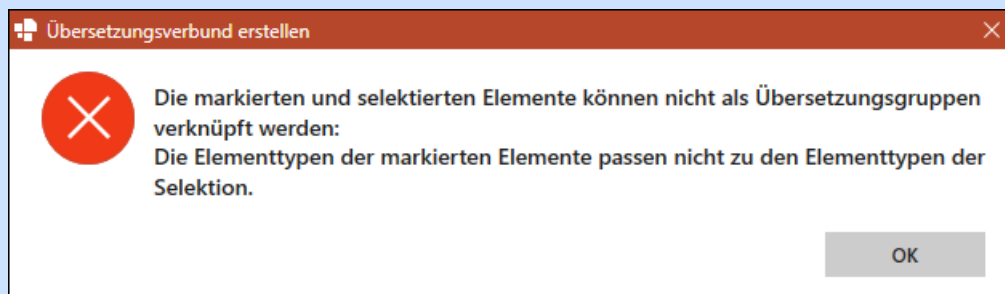 Übersetzungsverbund erstellen
Die markierten und selektierten Elemente können nicht als Übersetzungsgruppen
verknüpft werden:
Die Elementtypen der markierten Elemente passen nicht zu den Elementtypen der
Selektion.
OK